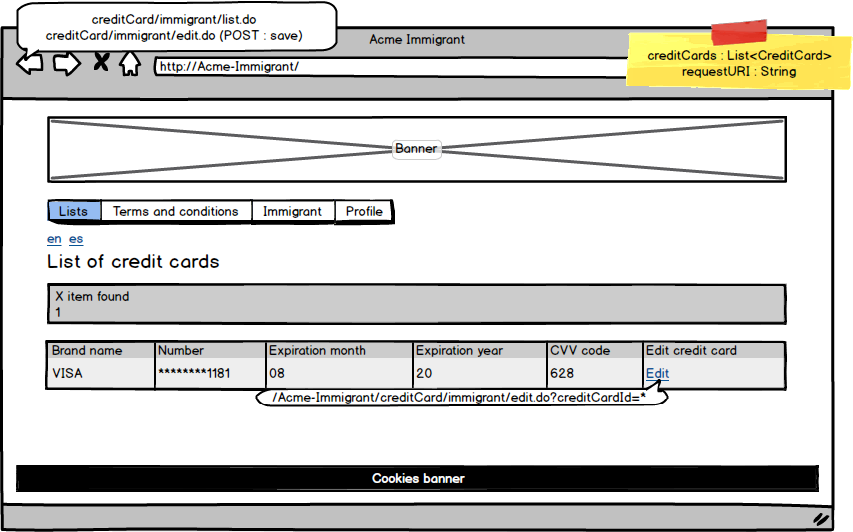 creditCard/immigrant/list.do
creditCard/immigrant/edit.do (POST : save)
Acme Immigrant
creditCards : List<CreditCard>
requestURI : String
http://Acme-Immigrant/
Banner
Lists Terms and conditions Immigrant Profile
en es
List of credit cards
X item found
1
Brand name Number Expiration month Expiration year CVV code Edit credit card
VISA ********1181 08 20 628 Edit
/Acme-Immigrant/creditCard/immigrant/edit.do?creditCardId=*
Cookies banner